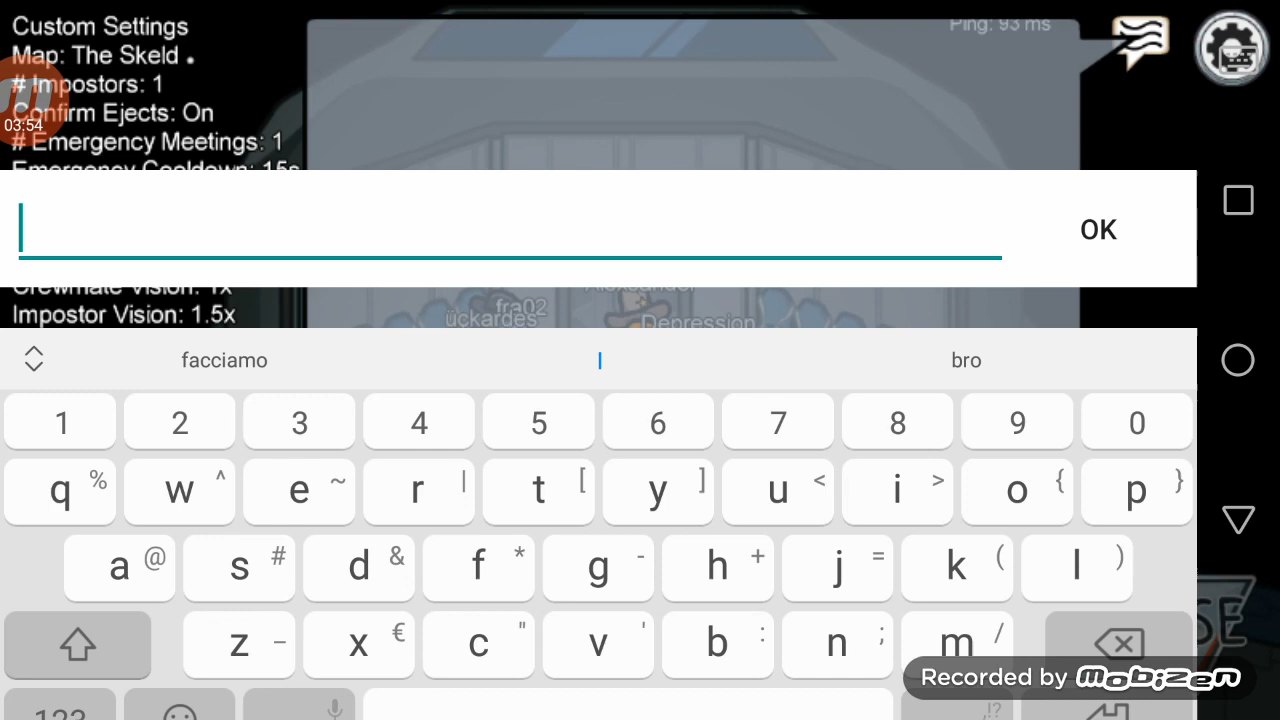 Custom Settings
Ping: 93 ms
Map: The Skeld
# Impostors: 1
Confirm Ejects: On
03:54
# Emergency Meetings: 1
Emergency Cooldown: 15s
OK
Crewmate Vision: 1x
Impostor Vision: 1.5x
Aleksander
fra02
ückardes
Depression
facciamo
bro
1 2 3 4 5 6 7 8 9 0
q % w ^ e ~ r | t [ y ] u < i > o { p }
a @ s # d & f * g - h + j = k ( l )
z – x € c " v ' b : n ; m /
Recorded by mobizen
123 ,!?